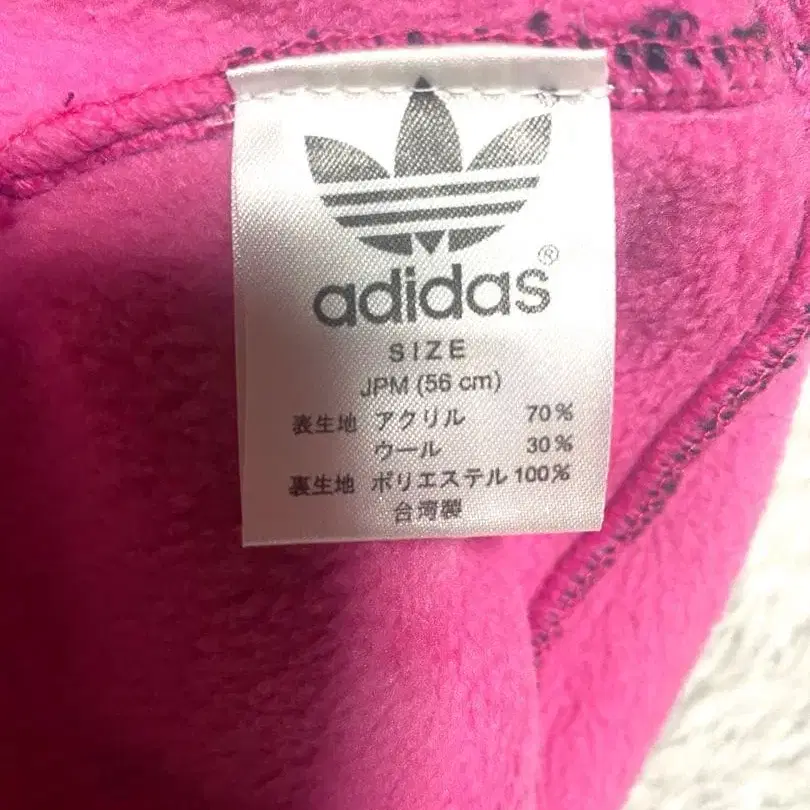 adidas®
SIZE
JPM (56 cm)
表生地 アクリル 70%
ウール 30%
裏生地 ポリエステル 100%
台湾製